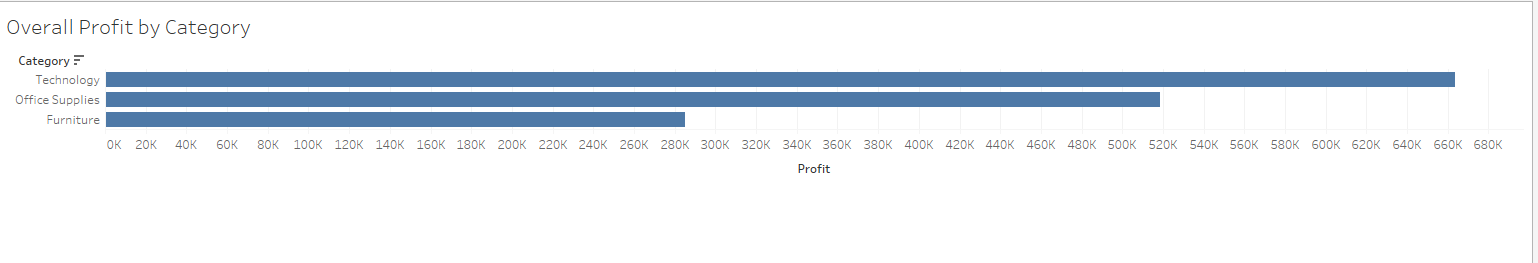 Overall Profit by Category
Category
Technology
Office Supplies
Furniture
0K 20K 40K 60K 80K 100K 120K 140K 160K 180K 200K 220K 240K 260K 280K 300K 320K 340K 360K 380K 400K 420K 440K 460K 480K 500K 520K 540K 560K 580K 600K 620K 640K 660K 680K
Profit